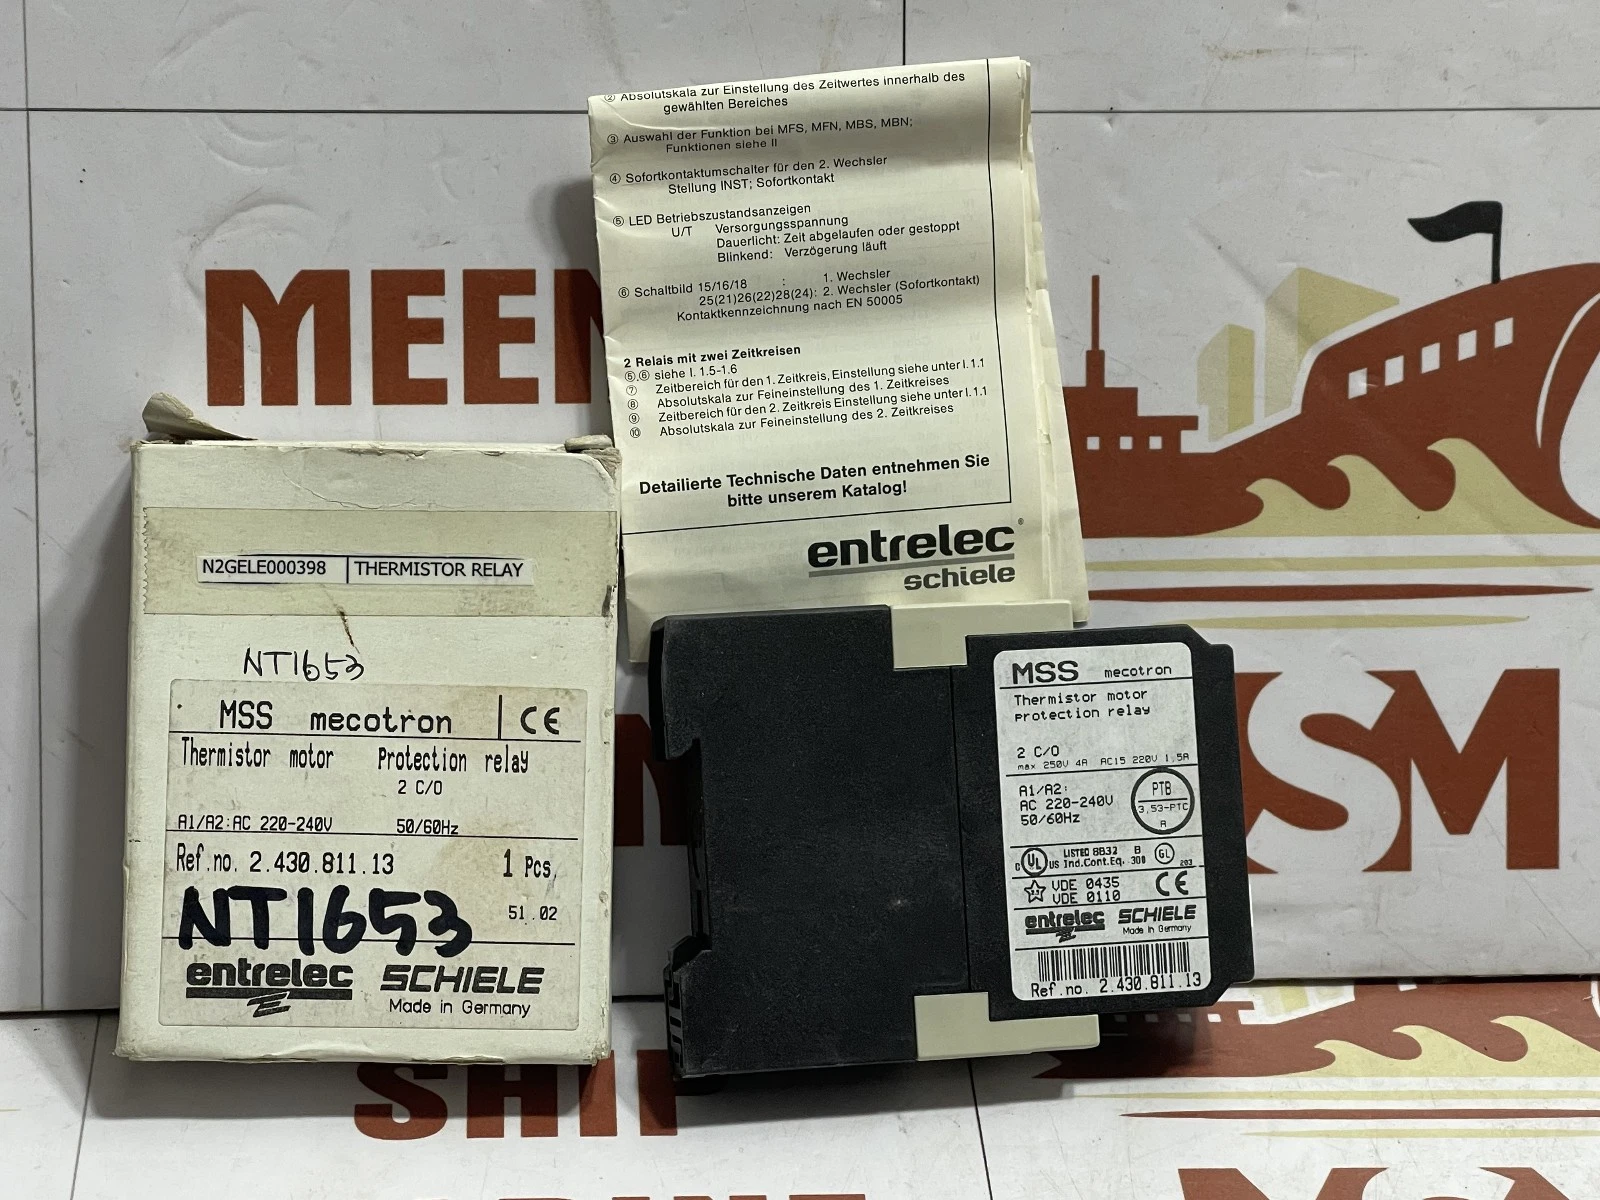 ② Absolutskala zur Einstellung des Zeitwertes innerhalb des
gewählten Bereiches
③ Auswahl der Funktion bei MFS, MFN, MBS, MBN;
Funktionen siehe II
④ Sofortkontaktumschalter für den 2. Wechsler
Stellung INST; Sofortkontakt
⑤ LED Betriebszustandsanzeigen
U/T Versorgungsspannung
Dauerlicht: Zeit abgelaufen oder gestoppt
Blinkend: Verzögerung läuft
⑥ Schaltbild 15/16/18 : 1. Wechsler
25(21)26(22)28(24): 2. Wechsler (Sofortkontakt)
Kontaktkennzeichnung nach EN 50005
2 Relais mit zwei Zeitkreisen
⑤,⑥ siehe I. 1.5-1.6
⑦ Zeitbereich für den 1. Zeitkreis, Einstellung siehe unter I. 1.1
⑧ Absolutskala zur Feineinstellung des 1. Zeitkreises
⑨ Zeitbereich für den 2. Zeitkreis Einstellung siehe unter I. 1.1
⑩ Absolutskala zur Feineinstellung des 2. Zeitkreises
Detailierte Technische Daten entnehmen Sie
bitte unserem Katalog!
entrelec®
schiele
N2GELE000398 THERMISTOR RELAY
NT1653
MSS mecotron CE
Thermistor motor Protection relay
2 C/O
A1/A2:AC 220-240V 50/60Hz
Ref.no. 2.430.811.13 1 Pcs,
NT1653 51.02
entrelec SCHIELE
Made in Germany
MSS mecotron
Thermistor motor
protection relay
2 C/O
max 250V 4A AC15 220V 1,5A
A1/A2:
AC 220-240V
50/60Hz
PTB
3.53-PTC
A
C UL US LISTED 8B32 B
Ind.Cont.Eq. 300 GL 203
VDE 0435
VDE 0110 CE
entrelec SCHIELE
Made in Germany
Ref.no. 2.430.811.13
MEEN
SM
SHI